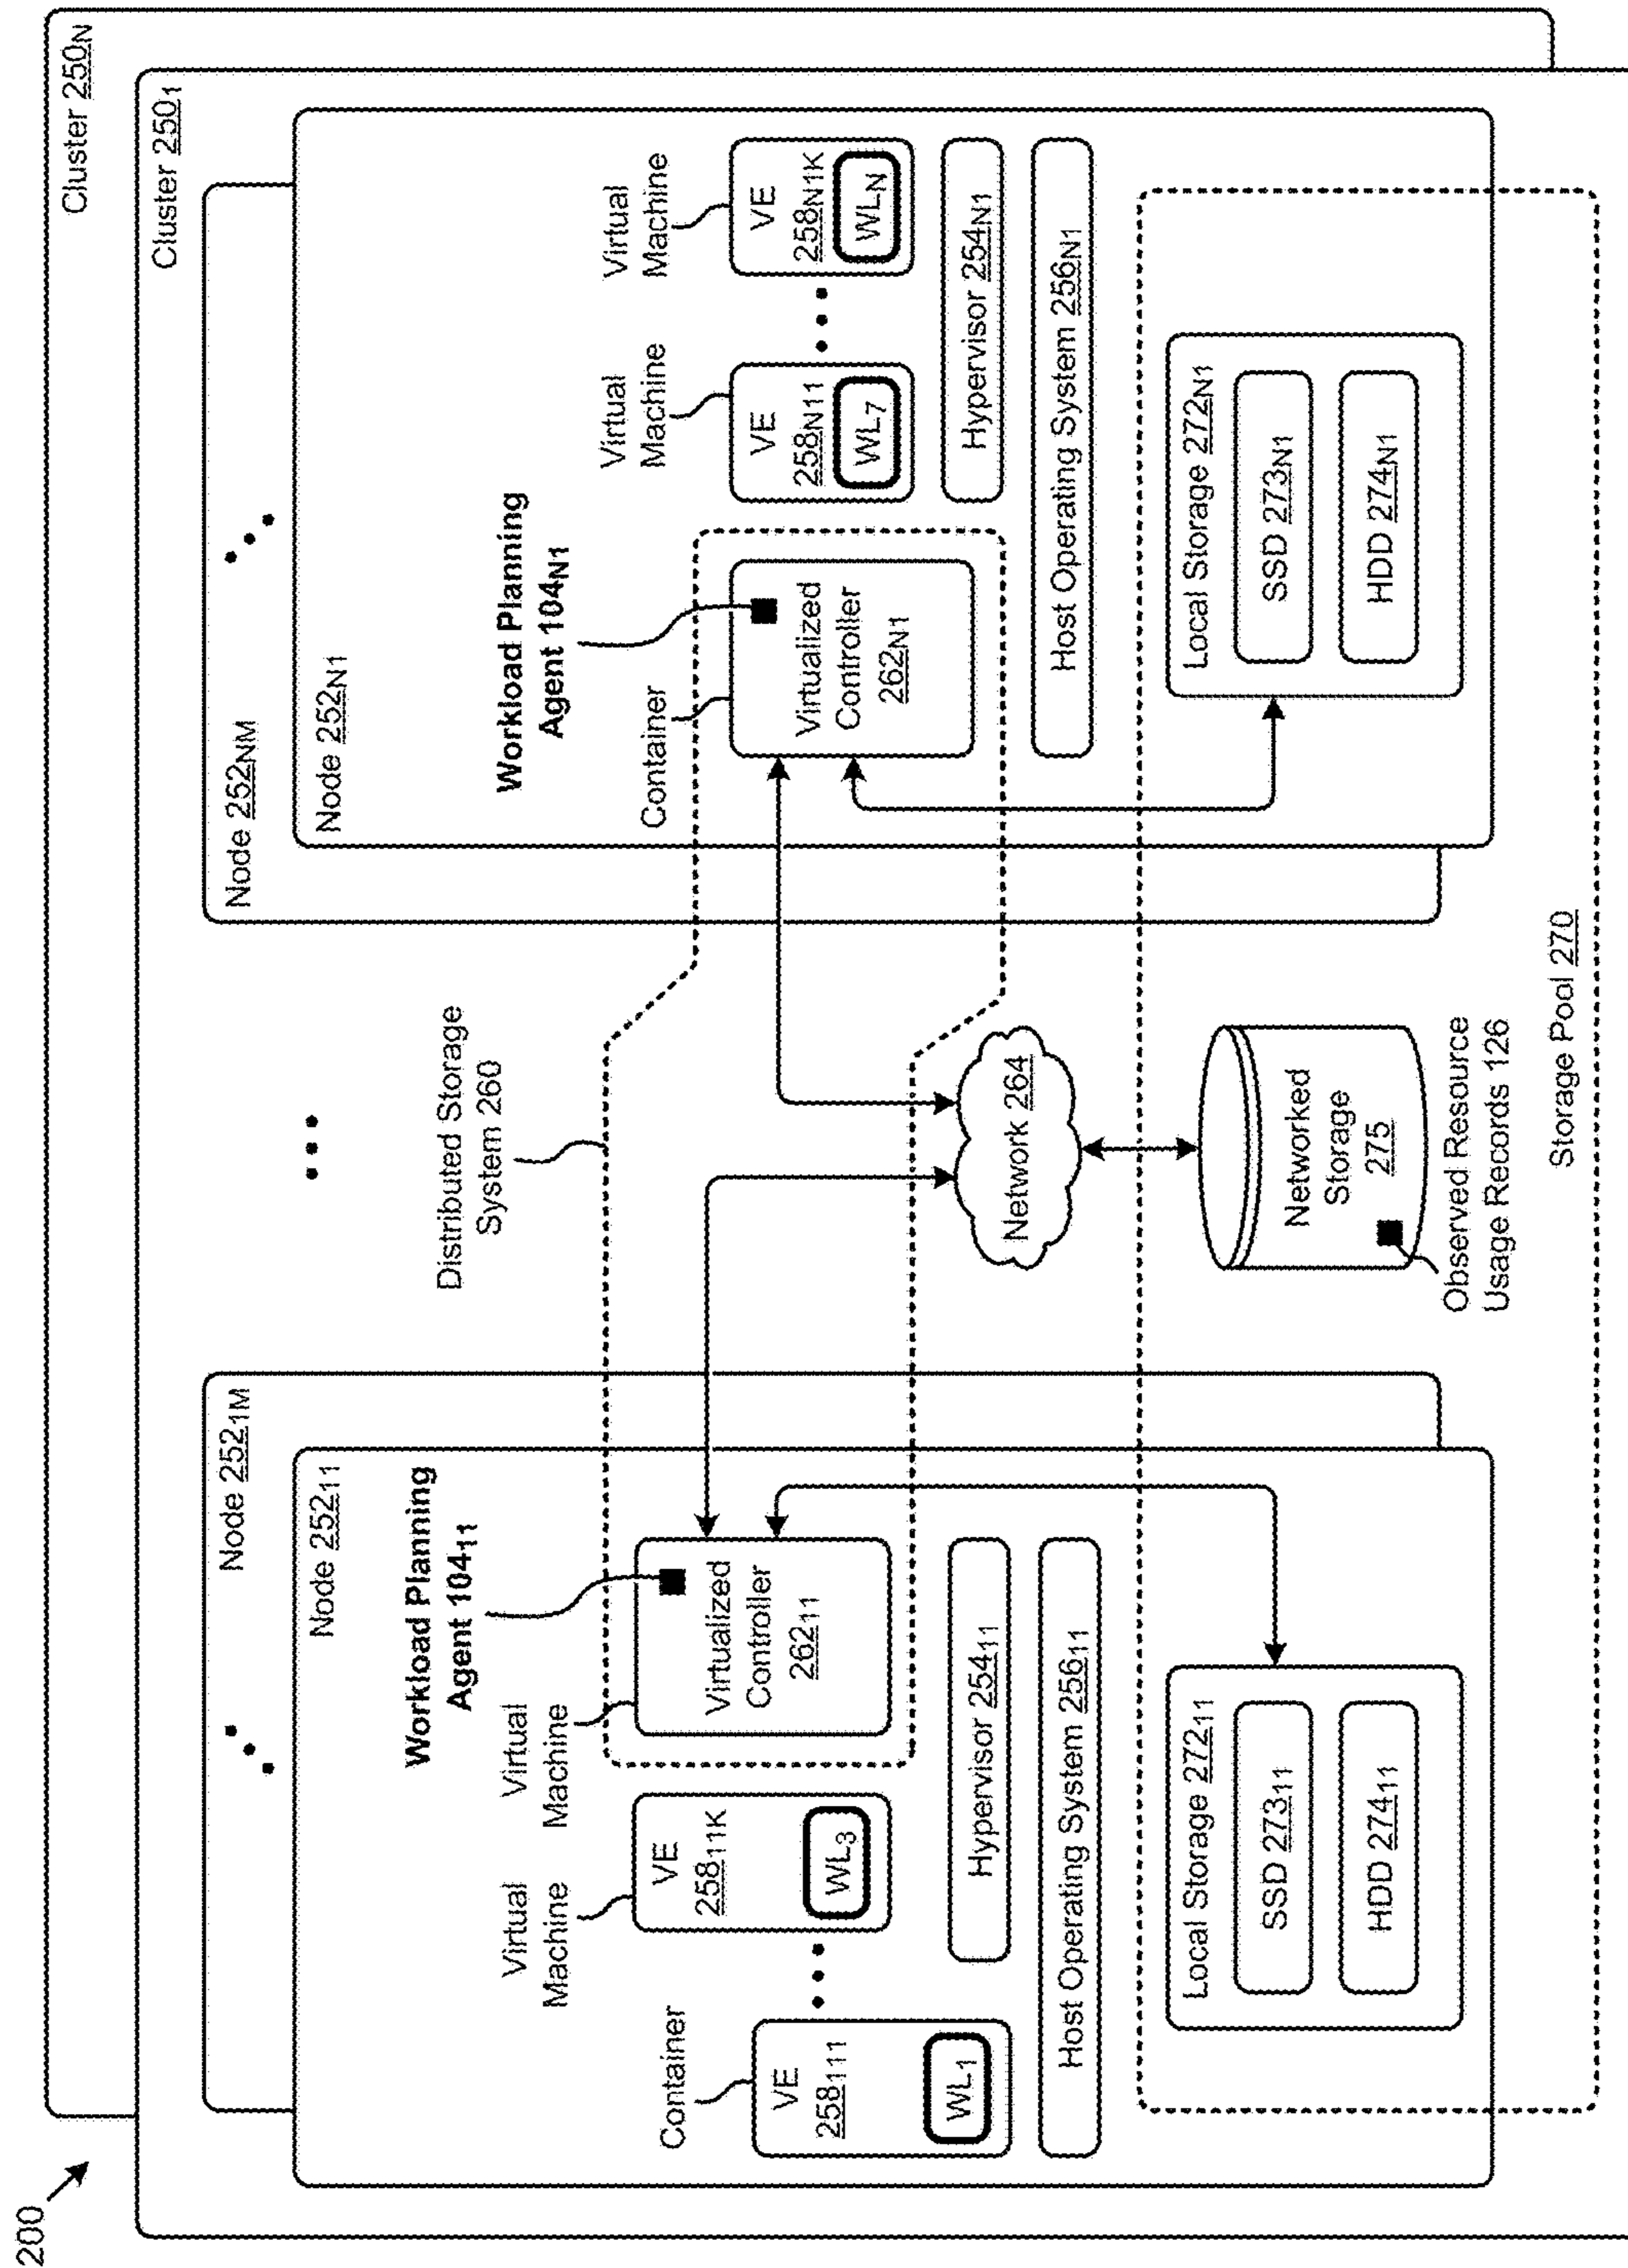 200
Cluster 250N
Cluster 2501
Node 2521M
Node 25211
Node 252NM
Node 252N1
Workload Planning
Agent 10411
Workload Planning
Agent 104N1
Distributed Storage
System 260
Container
Virtual
Machine
Virtual
Machine
Container
Virtual
Machine
Virtual
Machine
VE
258111
WL1
VE
25811K
WL3
Virtualized
Controller
26211
Virtualized
Controller
262N1
VE
258N11
WL7
VE
258N1K
WLN
Hypervisor 25411
Host Operating System 25611
Hypervisor 254N1
Host Operating System 256N1
Network 264
Local Storage 27211
SSD 27311
HDD 27411
Networked
Storage
275
Observed Resource
Usage Records 126
Local Storage 272N1
SSD 273N1
HDD 274N1
Storage Pool 270